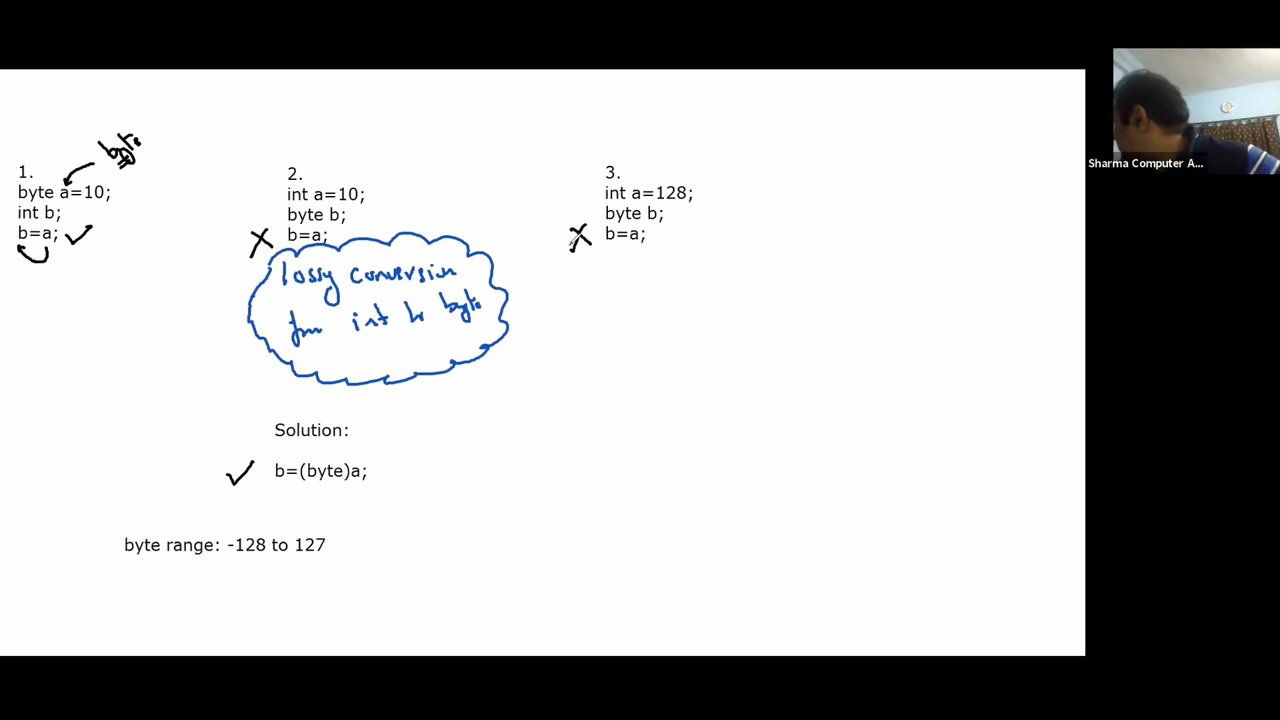 byte
1.
byte a=10;
int b;
b=a;
2.
int a=10;
byte b;
b=a;
lossy conversion
from int to byte
3.
int a=128;
byte b;
b=a;
Solution:
b=(byte)a;
byte range: -128 to 127
Sharma Computer A...